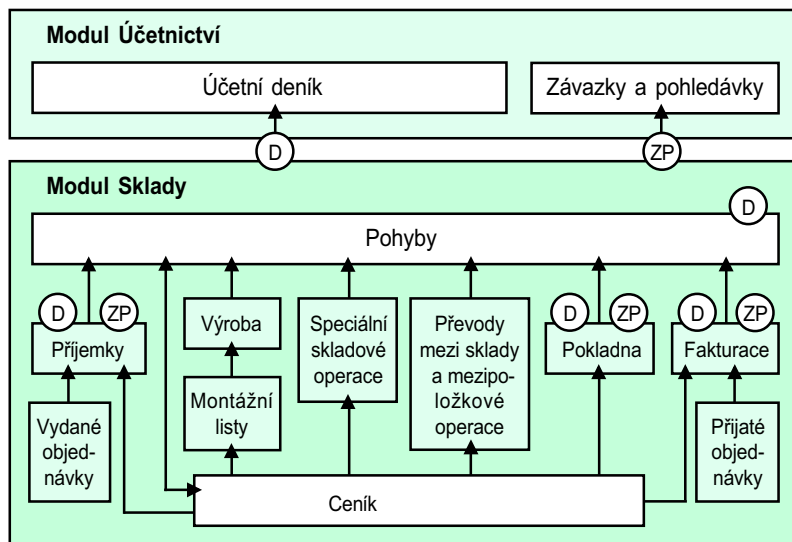 Modul Účetnictví
Účetní deník
Závazky a pohledávky
D
ZP
Modul Sklady
D
Pohyby
D
ZP
Příjemky
Výroba
Speciální
skladové
operace
Převody
mezi sklady
a mezipo-
ložkové
operace
D
ZP
Pokladna
D
ZP
Fakturace
Vydané
objed-
návky
Montážní
listy
Přijaté
objed-
návky
Ceník